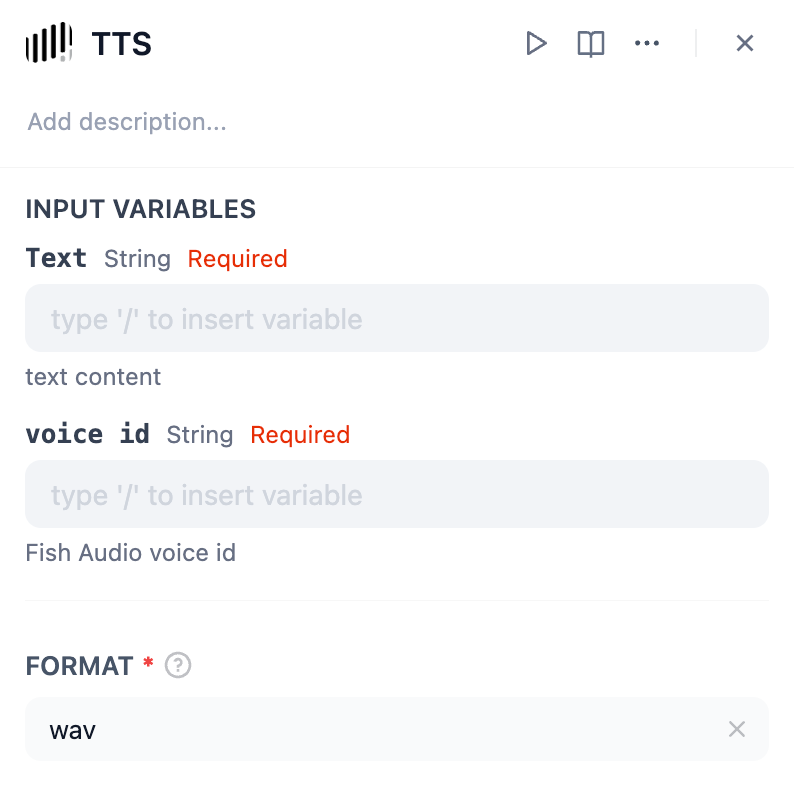 TTS
Add description...
INPUT VARIABLES
Text String Required
type '/' to insert variable
text content
voice id String Required
type '/' to insert variable
Fish Audio voice id
FORMAT * ?
wav